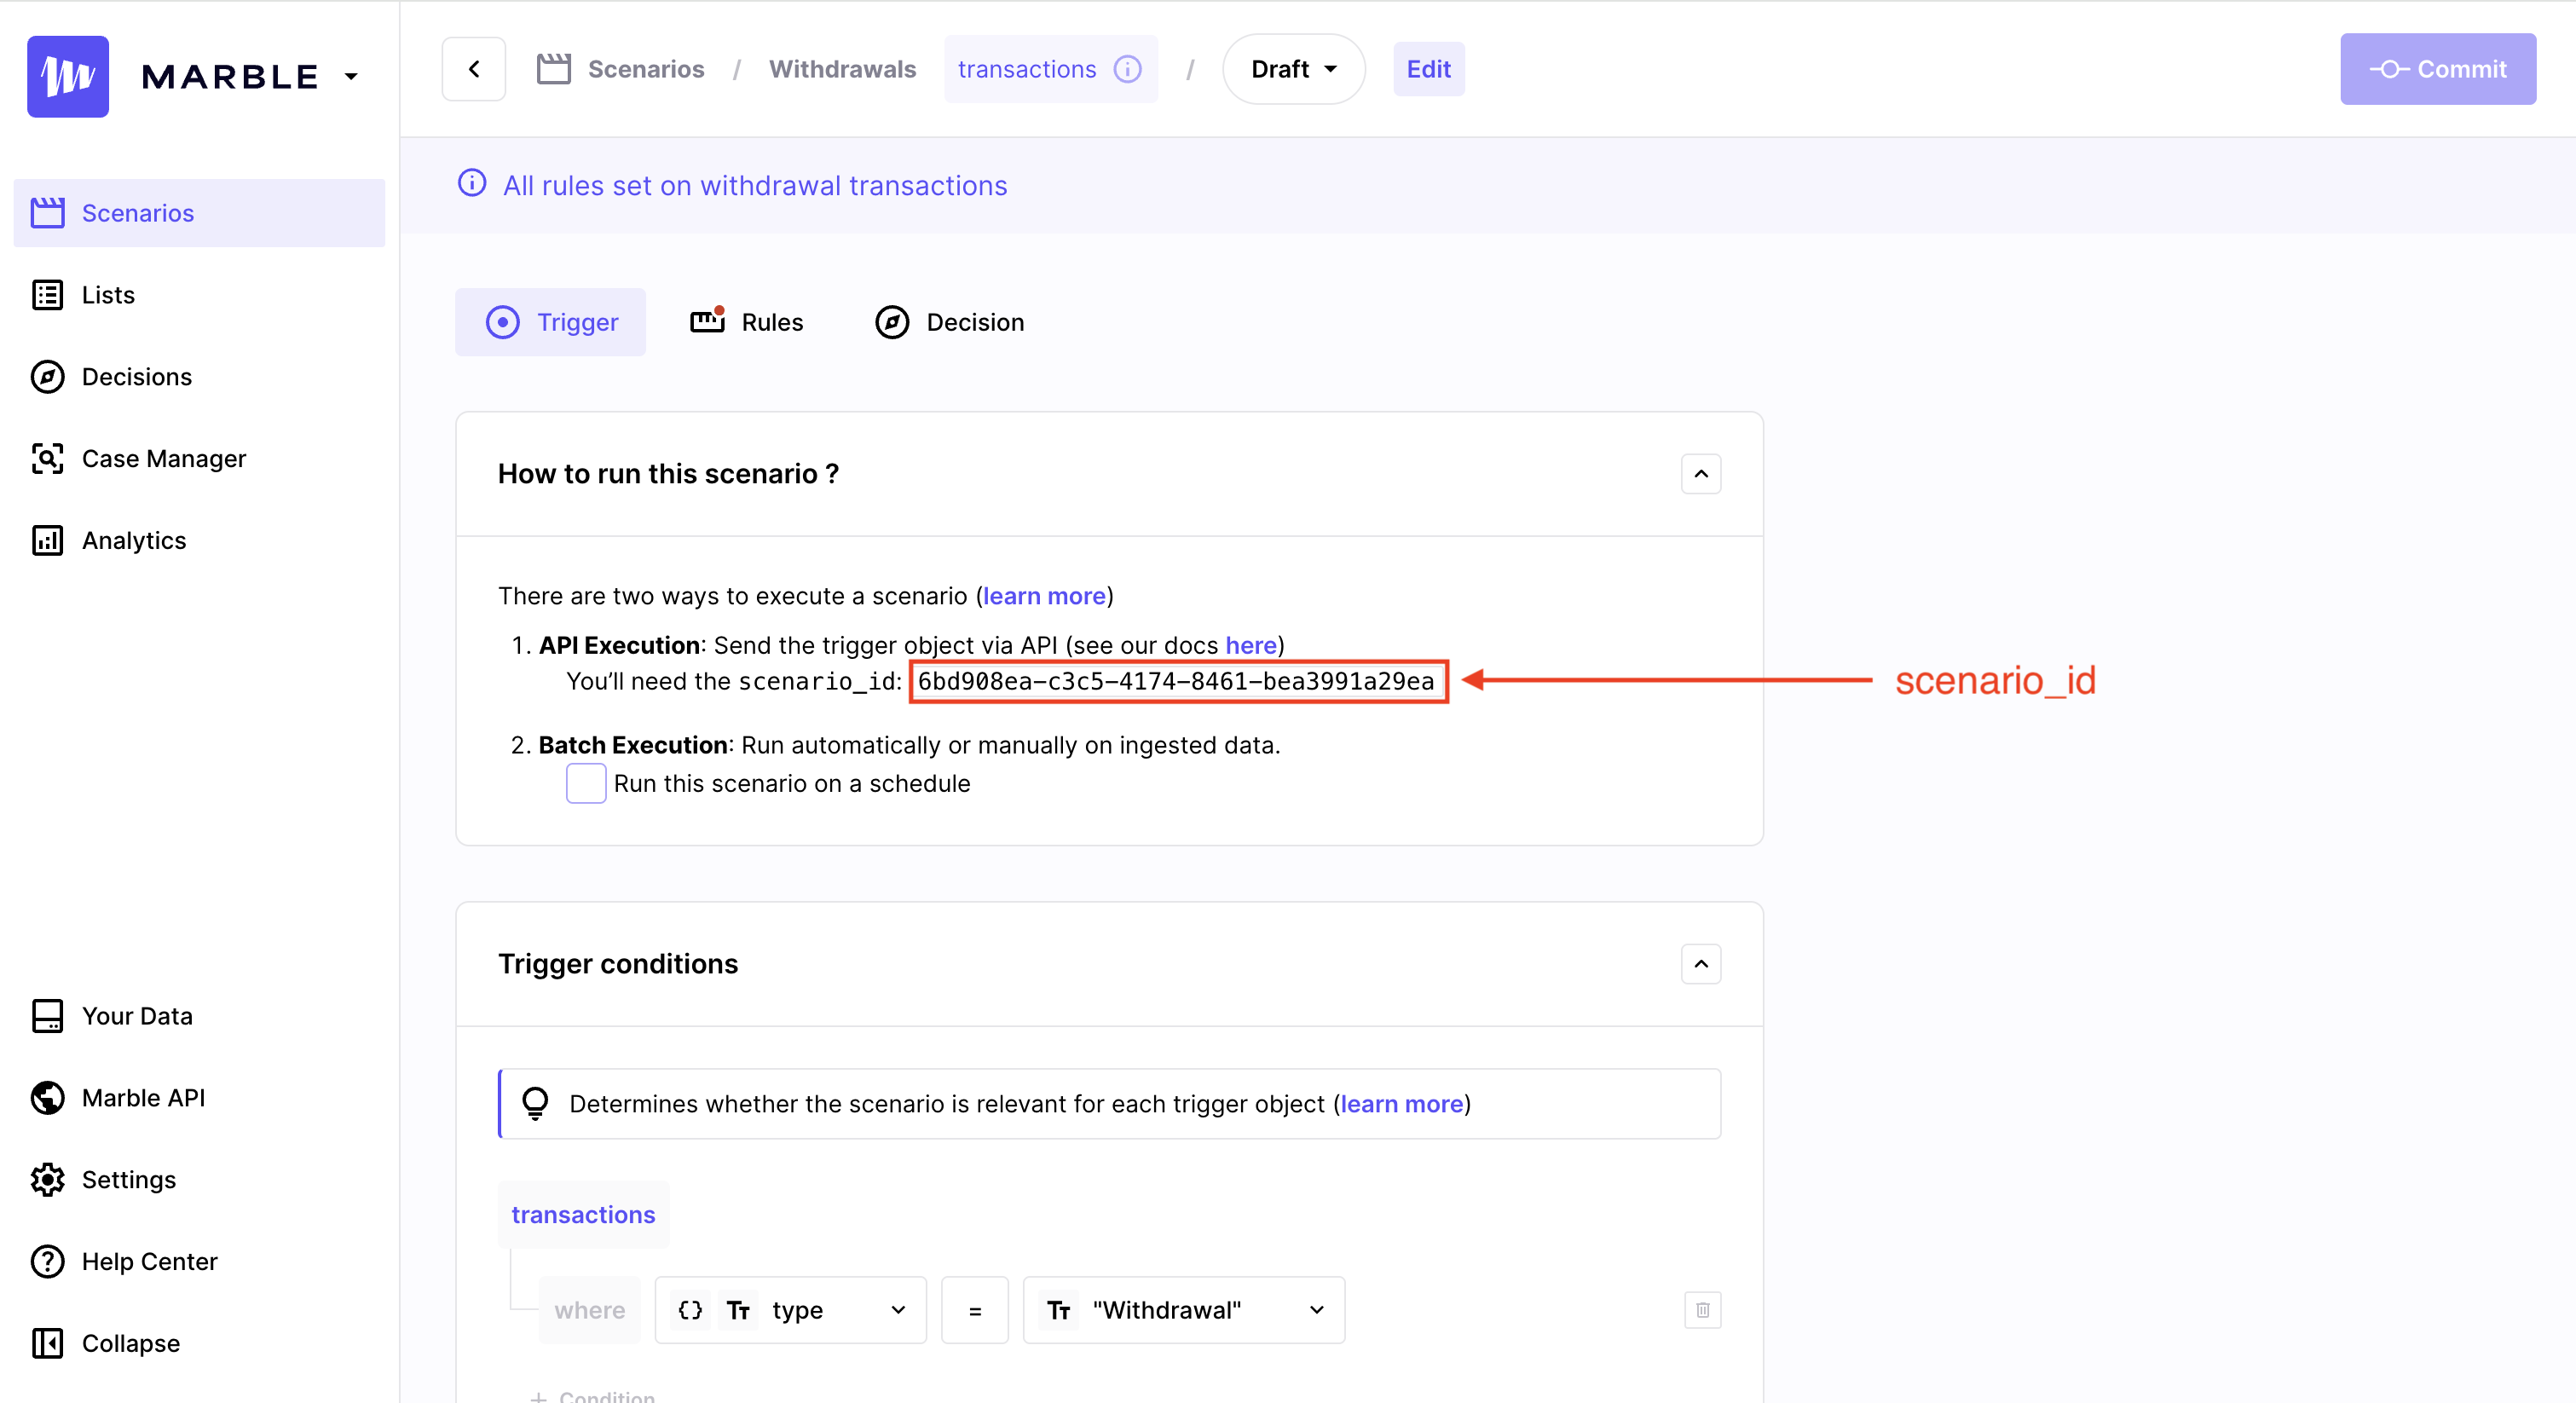 MARBLE
Scenarios
Lists
Decisions
Case Manager
Analytics
Your Data
Marble API
Settings
Help Center
Collapse
Scenarios / Withdrawals transactions / Draft Edit
Commit
All rules set on withdrawal transactions
Trigger Rules Decision
How to run this scenario ?
There are two ways to execute a scenario (learn more)
1. API Execution: Send the trigger object via API (see our docs here)
You’ll need the scenario_id: 6bd908ea-c3c5-4174-8461-bea3991a29ea
scenario_id
2. Batch Execution: Run automatically or manually on ingested data.
Run this scenario on a schedule
Trigger conditions
Determines whether the scenario is relevant for each trigger object (learn more)
transactions
where {} Tт type = Tт "Withdrawal"
+ Condition